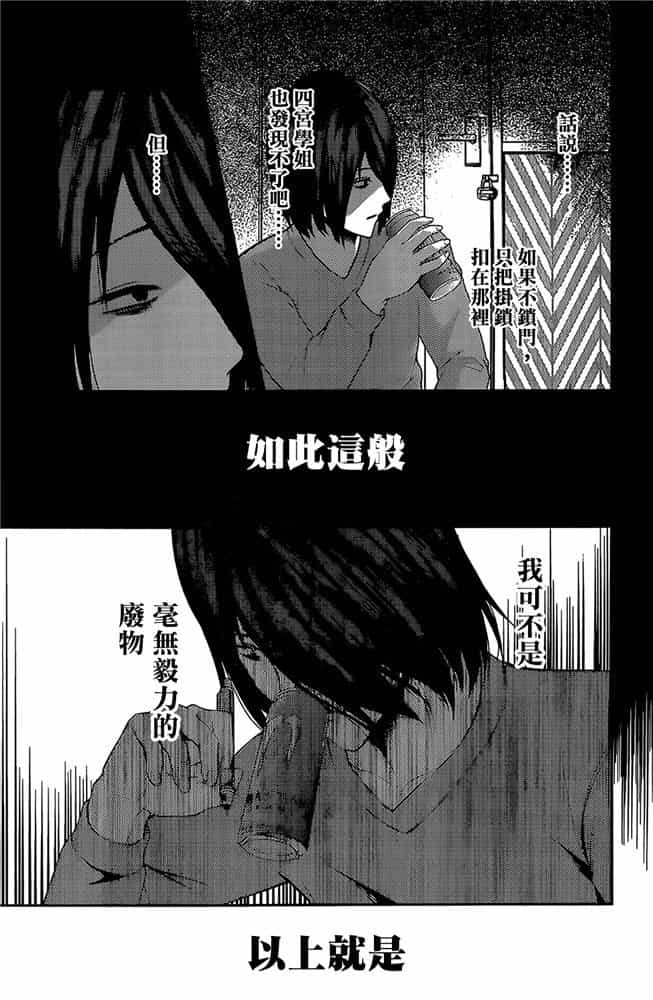 話說……
如果不鎖門，
只把掛鎖
扣在那裡
四宮學姐
也發現不了吧……
但……
如此這般
我可不是
毫無毅力的
廢物
以上就是